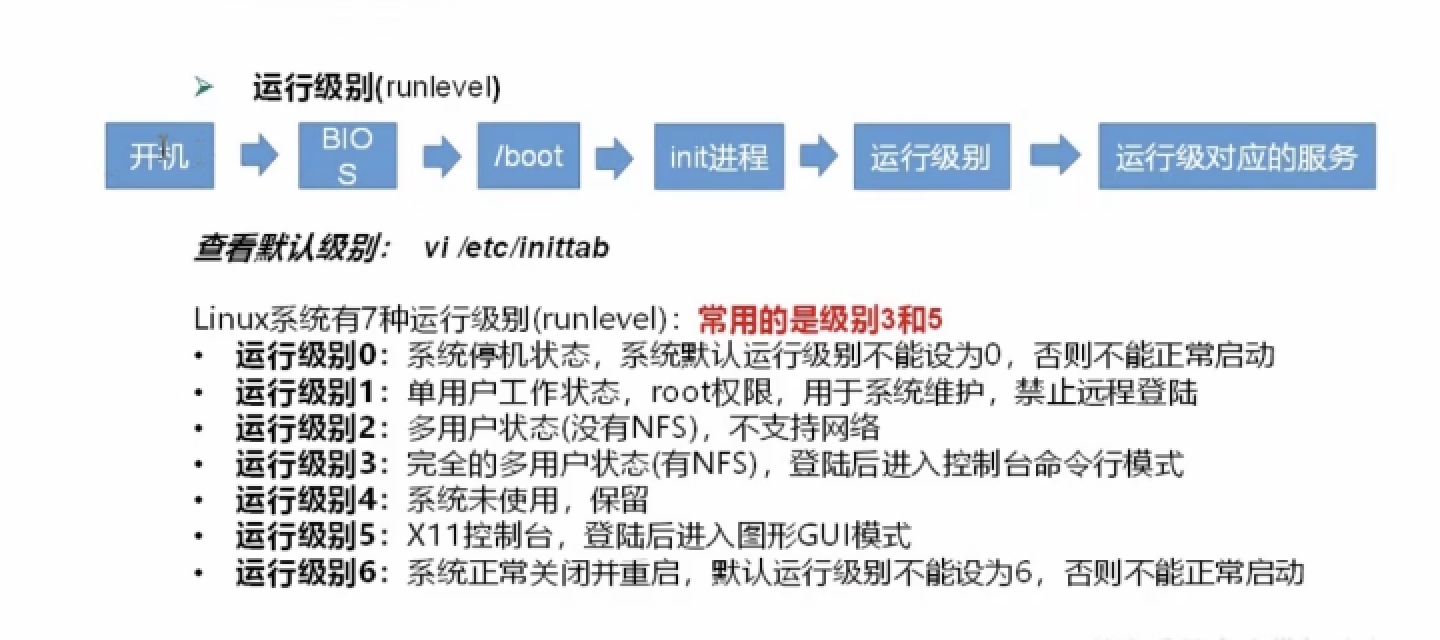 运行级别(runlevel)
开机
BIO
S
/boot
init进程
运行级别
运行级对应的服务
查看默认级别： vi /etc/inittab
Linux系统有7种运行级别(runlevel)：常用的是级别3和5
• 运行级别0：系统停机状态，系统默认运行级别不能设为0，否则不能正常启动
• 运行级别1：单用户工作状态，root权限，用于系统维护，禁止远程登陆
• 运行级别2：多用户状态(没有NFS)，不支持网络
• 运行级别3：完全的多用户状态(有NFS)，登陆后进入控制台命令行模式
• 运行级别4：系统未使用，保留
• 运行级别5：X11控制台，登陆后进入图形GUI模式
• 运行级别6：系统正常关闭并重启，默认运行级别不能设为6，否则不能正常启动